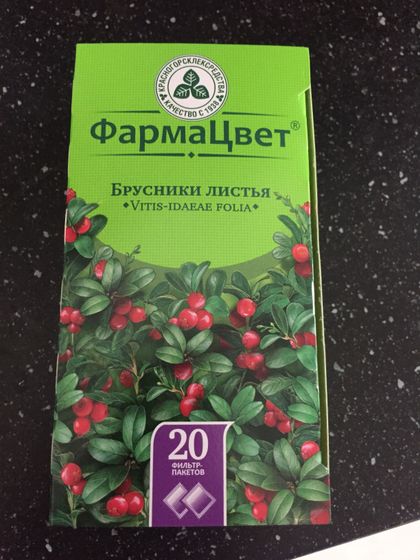 КРАСНОГОРСКЛЕКСРЕДСТВА
КАЧЕСТВО С 1938
ФармаЦвет®
БРУСНИКИ ЛИСТЬЯ
VITIS-IDAEAE FOLIA
20
ФИЛЬТР-
ПАКЕТОВ